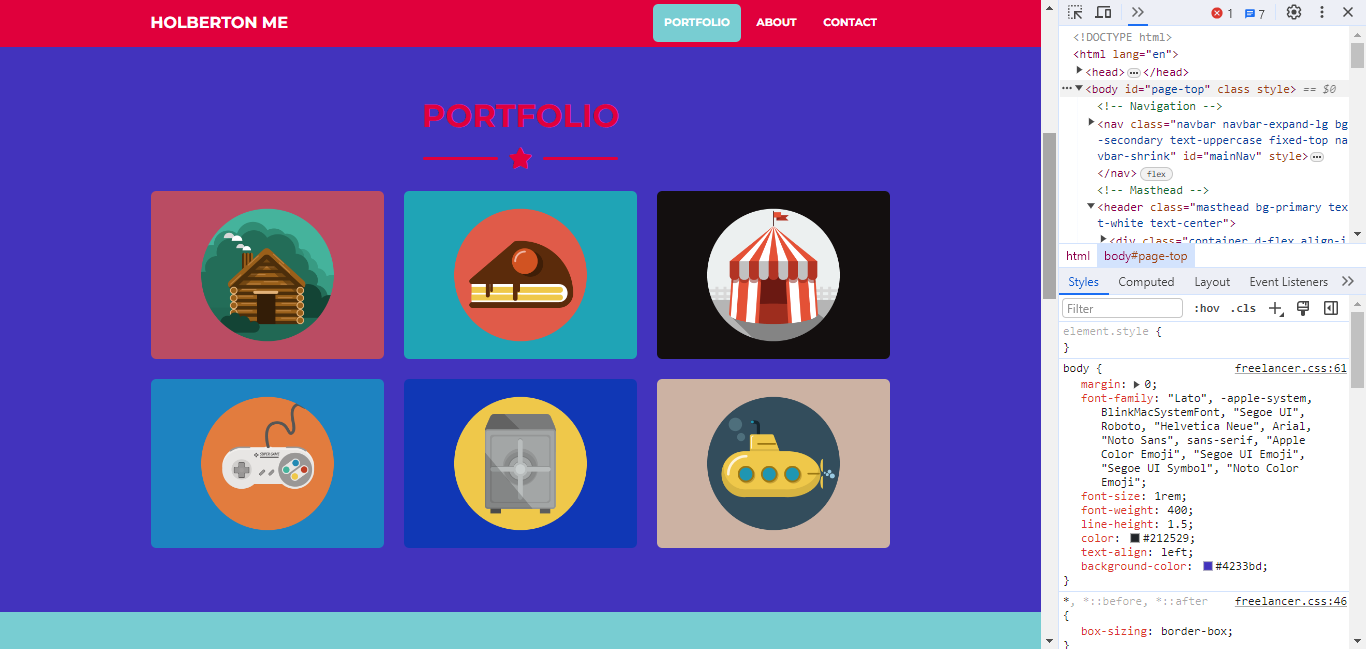 HOLBERTON ME
PORTFOLIO ABOUT CONTACT
PORTFOLIO
1 7
<!DOCTYPE html>
<html lang="en">
<head> ••• </head>
••• <body id="page-top" class style> == $0
<!-- Navigation -->
<nav class="navbar navbar-expand-lg bg
-secondary text-uppercase fixed-top na
vbar-shrink" id="mainNav" style> •••
</nav> flex
<!-- Masthead -->
<header class="masthead bg-primary tex
t-white text-center">
<div class="container d-flex align-i
html body#page-top
Styles Computed Layout Event Listeners
Filter :hov .cls
element.style {
}
body { freelancer.css:61
margin: 0;
font-family: "Lato", -apple-system,
BlinkMacSystemFont, "Segoe UI",
Roboto, "Helvetica Neue", Arial,
"Noto Sans", sans-serif, "Apple
Color Emoji", "Segoe UI Emoji",
"Segoe UI Symbol", "Noto Color
Emoji";
font-size: 1rem;
font-weight: 400;
line-height: 1.5;
color: #212529;
text-align: left;
background-color: #4233bd;
}
*, *::before, *::after freelancer.css:46
{
box-sizing: border-box;
}